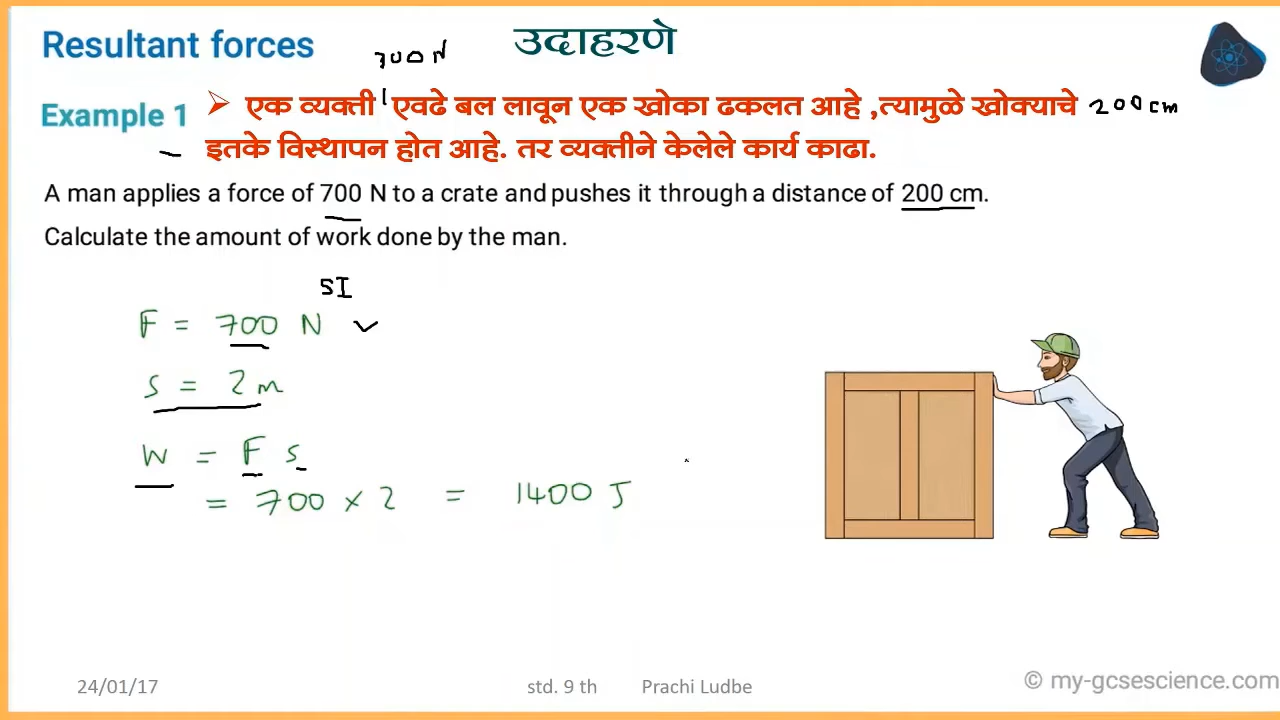 Resultant forces
उदाहरणे
700 N
Example 1
➢ एक व्यक्ती एवढे बल लावून एक खोका ढकलत आहे ,त्यामुळे खोक्याचे 200 cm
इतके विस्थापन होत आहे. तर व्यक्तीने केलेले कार्य काढा.
A man applies a force of 700 N to a crate and pushes it through a distance of 200 cm.
Calculate the amount of work done by the man.
SI
F = 700 N
s = 2 m
W = F s
= 700 × 2 = 1400 J
24/01/17
std. 9 th
Prachi Ludbe
© my-gcsescience.com